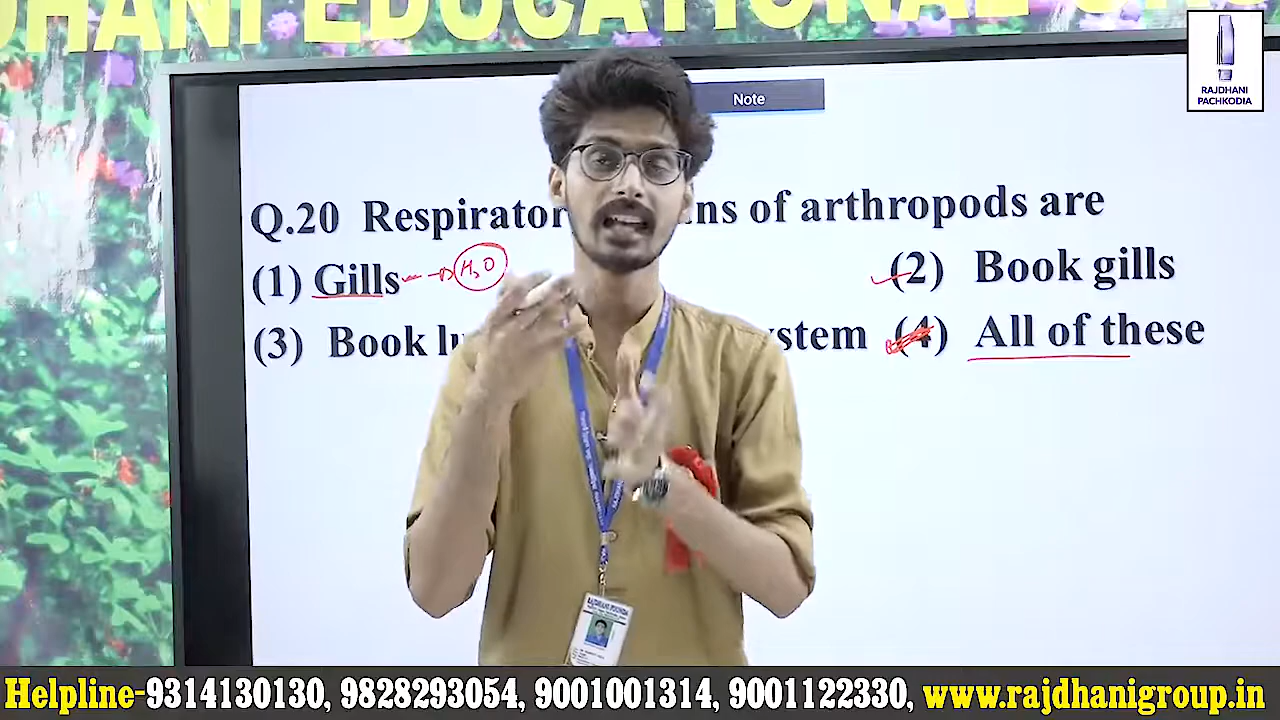 HANI EDUCATIONAL
RAJDHANI
PACHKODIA
Note
Q.20 Respirator ns of arthropods are
(1) Gills H2O (2) Book gills
(3) Book lu ystem (4) All of these
Helpline-9314130130, 9828293054, 9001001314, 9001122330, www.rajdhanigroup.in